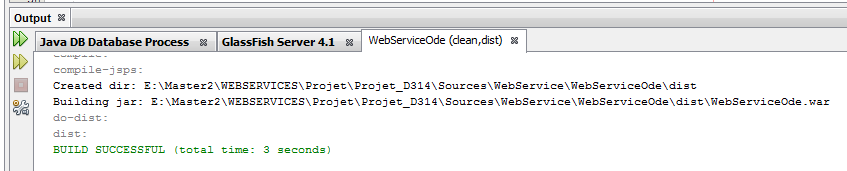 Output
Java DB Database Process
GlassFish Server 4.1
WebServiceOde (clean,dist)
compile:
compile-jsps:
Created dir: E:\Master2\WEBSERVICES\Projet\Projet_D314\Sources\WebService\WebServiceOde\dist
Building jar: E:\Master2\WEBSERVICES\Projet\Projet_D314\Sources\WebService\WebServiceOde\dist\WebServiceOde.war
do-dist:
dist:
BUILD SUCCESSFUL (total time: 3 seconds)